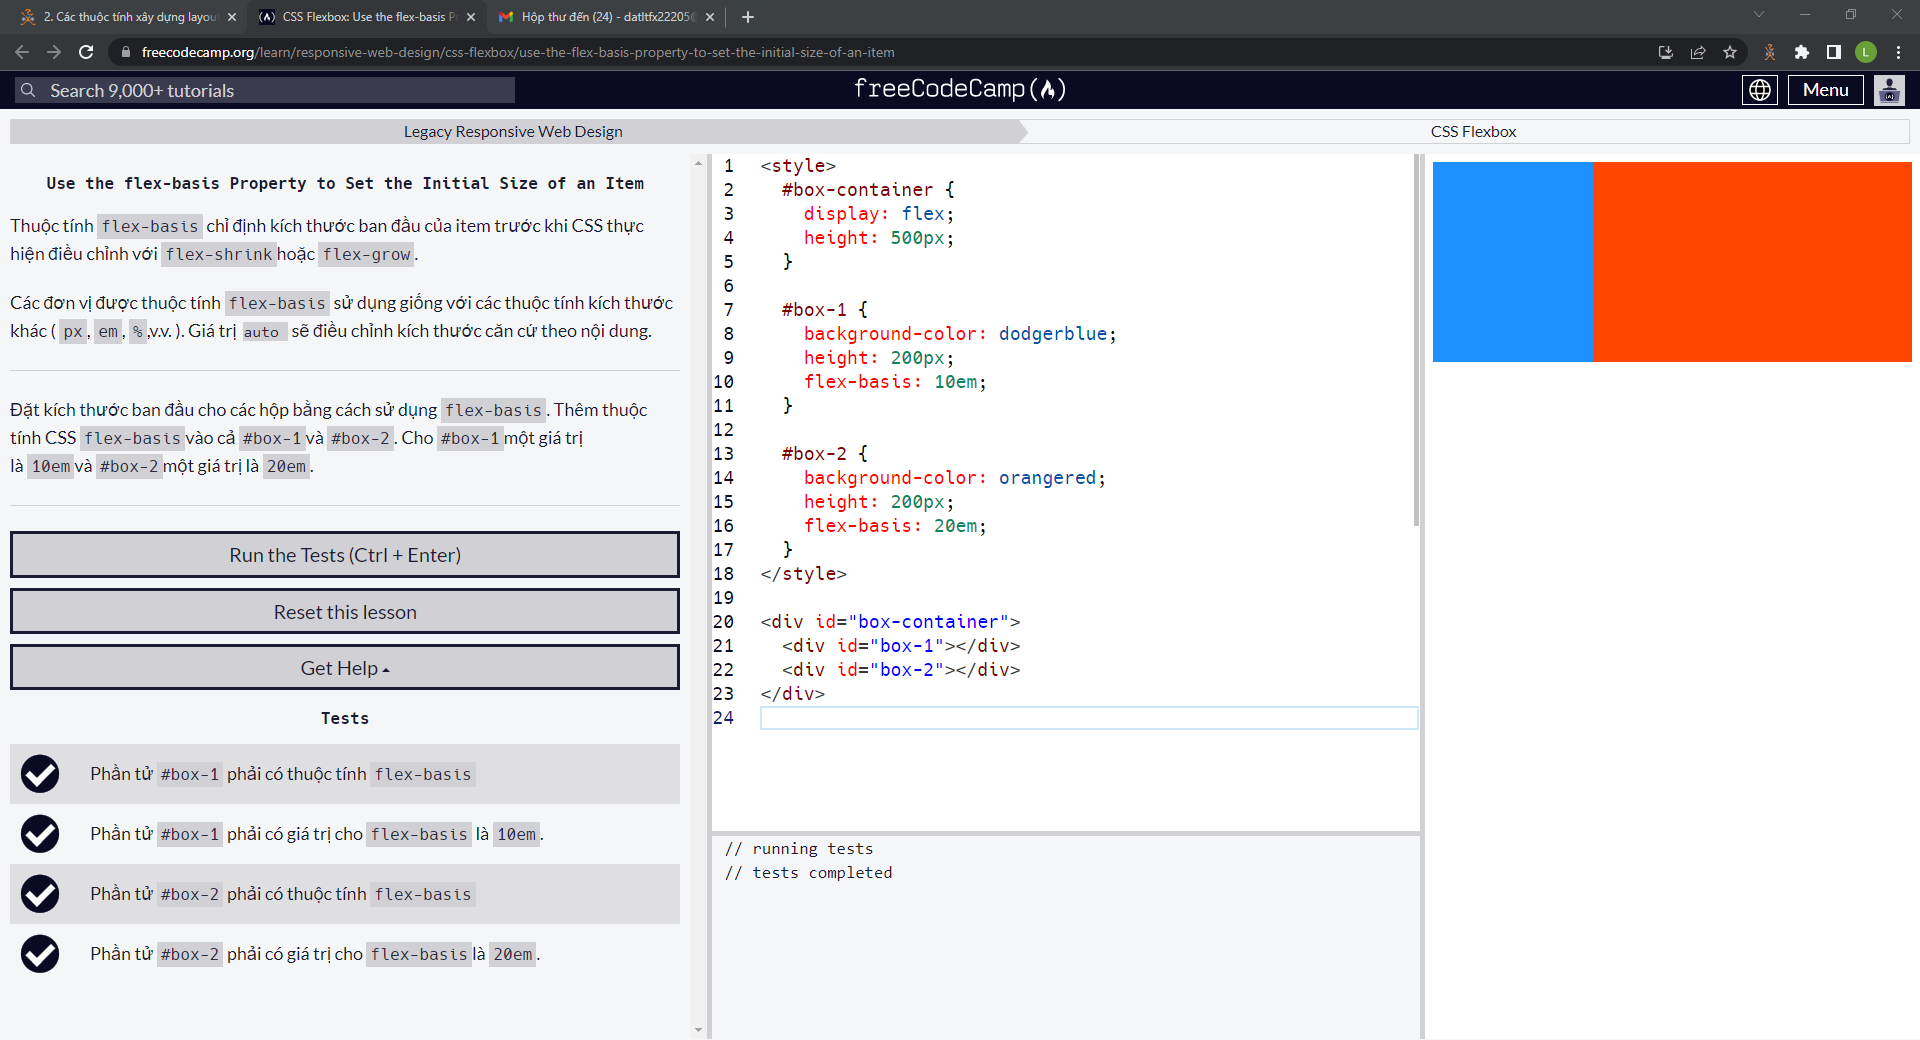 2. Các thuộc tính xây dựng layou
CSS Flexbox: Use the flex-basis P
Hộp thư đến (24) - datltfx22205@
freecodecamp.org/learn/responsive-web-design/css-flexbox/use-the-flex-basis-property-to-set-the-initial-size-of-an-item
L
Search 9,000+ tutorials
freeCodeCamp
Menu
Legacy Responsive Web Design
CSS Flexbox
Use the flex-basis Property to Set the Initial Size of an Item
Thuộc tính flex-basis chỉ định kích thước ban đầu của item trước khi CSS thực
hiện điều chỉnh với flex-shrink hoặc flex-grow.
Các đơn vị được thuộc tính flex-basis sử dụng giống với các thuộc tính kích thước
khác ( px, em, %,v.v. ). Giá trị auto sẽ điều chỉnh kích thước căn cứ theo nội dung.
Đặt kích thước ban đầu cho các hộp bằng cách sử dụng flex-basis. Thêm thuộc
tính CSS flex-basis vào cả #box-1 và #box-2. Cho #box-1 một giá trị
là 10em và #box-2 một giá trị là 20em.
Run the Tests (Ctrl + Enter)
Reset this lesson
Get Help
Tests
Phần tử #box-1 phải có thuộc tính flex-basis
Phần tử #box-1 phải có giá trị cho flex-basis là 10em.
Phần tử #box-2 phải có thuộc tính flex-basis
Phần tử #box-2 phải có giá trị cho flex-basis là 20em.
1 <style>
2 #box-container {
3 display: flex;
4 height: 500px;
5 }
6
7 #box-1 {
8 background-color: dodgerblue;
9 height: 200px;
10 flex-basis: 10em;
11 }
12
13 #box-2 {
14 background-color: orangered;
15 height: 200px;
16 flex-basis: 20em;
17 }
18 </style>
19
20 <div id="box-container">
21 <div id="box-1"></div>
22 <div id="box-2"></div>
23 </div>
24
// running tests
// tests completed